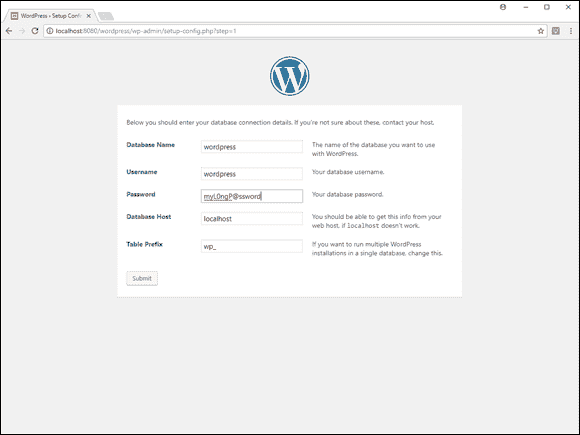 WordPress › Setup Confi
localhost:8080/wordpress/wp-admin/setup-config.php?step=1
Below you should enter your database connection details. If you're not sure about these, contact your host.
Database Name
wordpress
The name of the database you want to use
with WordPress.
Username
wordpress
Your database username.
Password
myL0ngP@ssword
Your database password.
Database Host
localhost
You should be able to get this info from your
web host, if localhost doesn't work.
Table Prefix
wp_
If you want to run multiple WordPress
installations in a single database, change this.
Submit